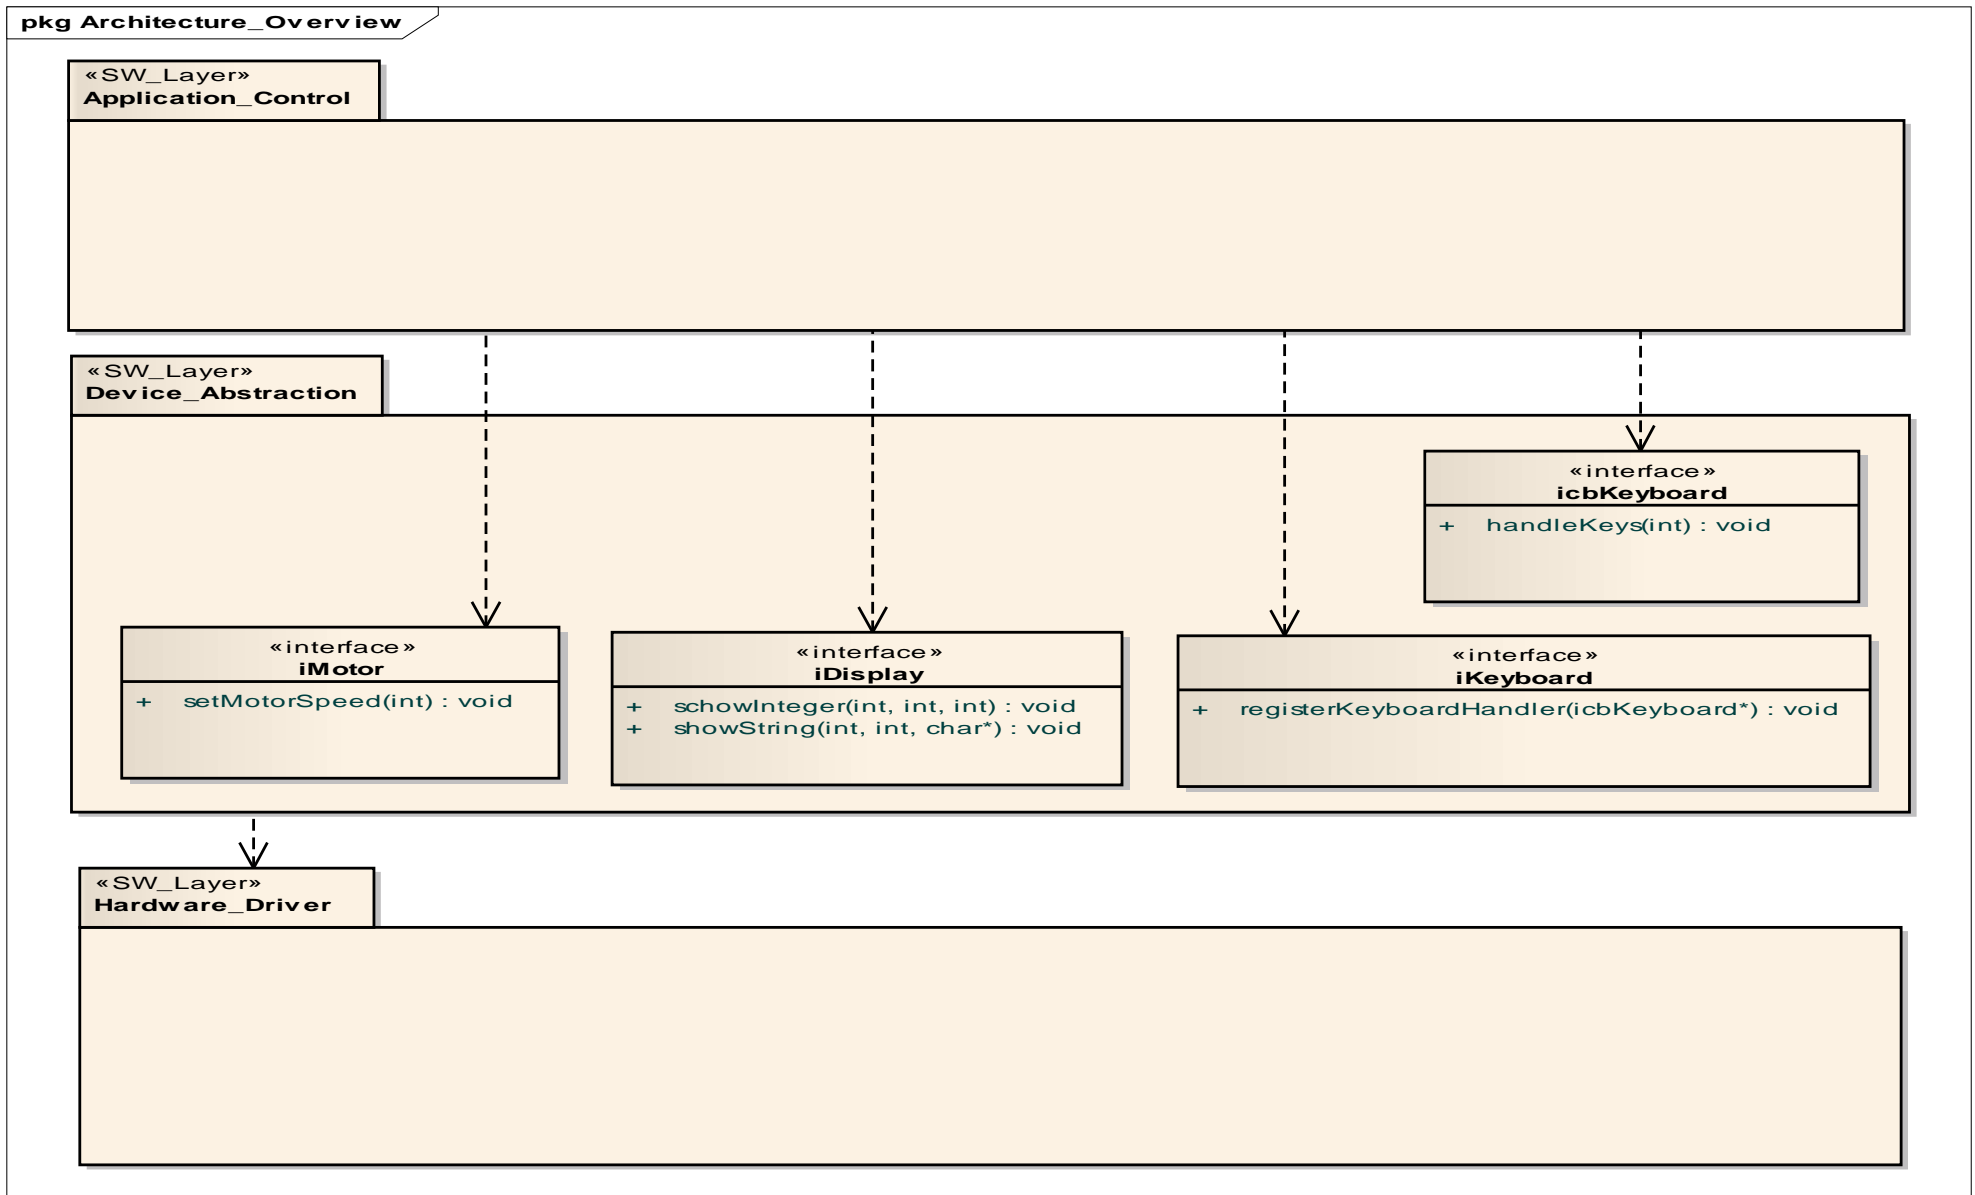 pkg Architecture_Overview
«SW_Layer»
Application_Control
«SW_Layer»
Device_Abstraction
«interface»
icbKeyboard
+ handleKeys(int) : void
«interface»
iMotor
+ setMotorSpeed(int) : void
«interface»
iDisplay
+ schowInteger(int, int, int) : void
+ showString(int, int, char*) : void
«interface»
iKeyboard
+ registerKeyboardHandler(icbKeyboard*) : void
«SW_Layer»
Hardware_Driver